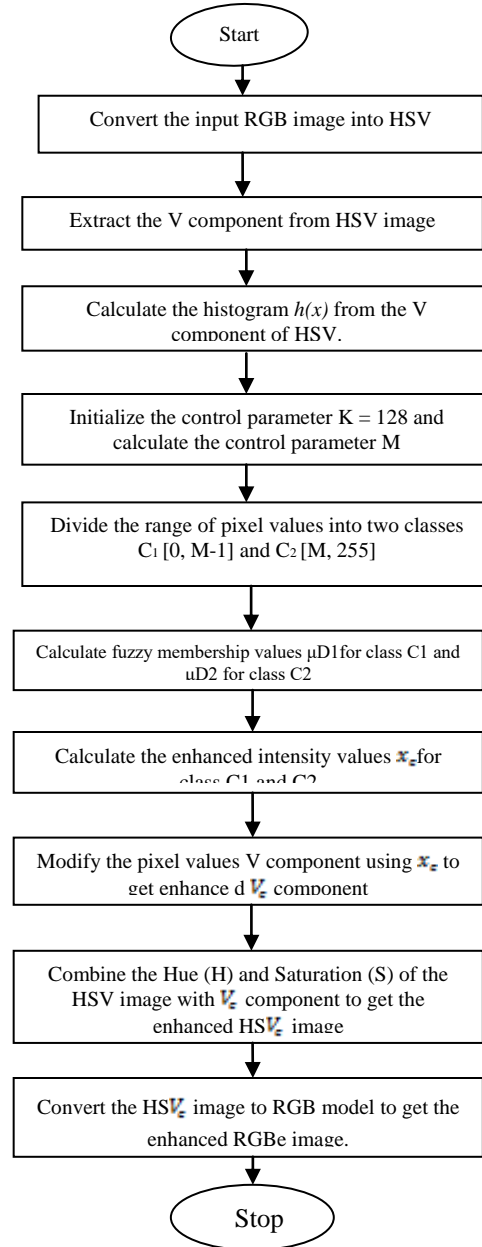 Start
Convert the input RGB image into HSV
Extract the V component from HSV image
Calculate the histogram h(x) from the V
component of HSV.
Initialize the control parameter K = 128 and
calculate the control parameter M
Divide the range of pixel values into two classes
C₁ [0, M-1] and C₂ [M, 255]
Calculate fuzzy membership values μD1for class C1 and
μD2 for class C2
Calculate the enhanced intensity values xₑfor
class C1 and C2
Modify the pixel values V component using xₑ to
get enhance d Vₑ component
Combine the Hue (H) and Saturation (S) of the
HSV image with Vₑ component to get the
enhanced HSVₑ image
Convert the HSVₑ image to RGB model to get the
enhanced RGBe image.
Stop